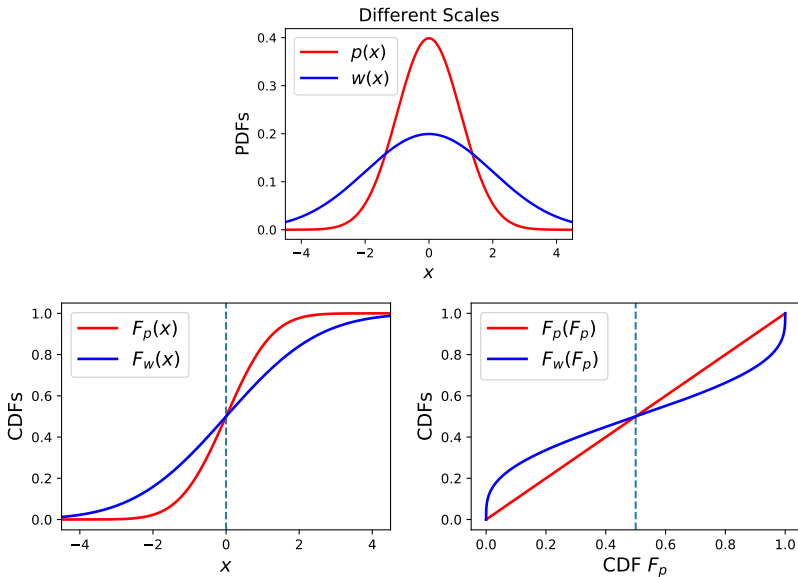 Different Scales
p(x)
w(x)
PDFs
0.4
0.3
0.2
0.1
0.0
−4 −2 0 2 4
x
F_p(x)
F_w(x)
CDFs
1.0
0.8
0.6
0.4
0.2
0.0
−4 −2 0 2 4
x
F_p(F_p)
F_w(F_p)
CDFs
1.0
0.8
0.6
0.4
0.2
0.0
0.0 0.2 0.4 0.6 0.8 1.0
CDF F_p